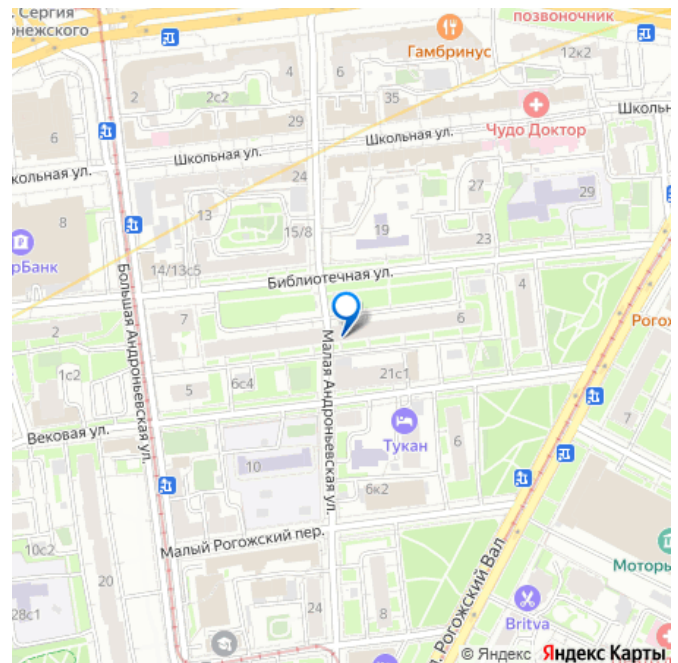 Сергия
онежского
позвоночник
Гамбринус
12к2
2
2с2
4
6
35
29
Чудо Доктор
Школьн
6
Школьная ул.
Школьная ул.
кольная ул.
24
27
29
13
19
8
15/8
23
рБанк
14/13с5
Библиотечная ул.
4
7
6
Рогож
2
Большая Андроньевская ул.
Малая Андроньевская ул.
1с2
5
6с4
21с1
7
Вековая ул.
Тукан
6
10
6к2
Малый Рогожский пер.
10с2
Моторы
20
28с1
24
8
л. Рогожский Вал
Britva
© Яндекс Яндекс Карты